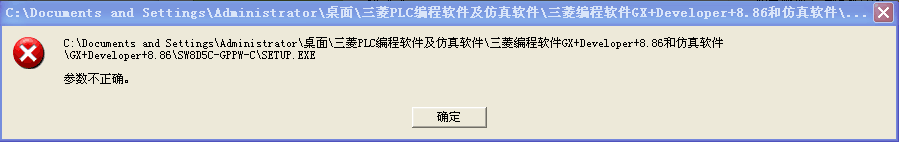 C:\Documents and Settings\Administrator\桌面\三菱PLC编程软件及仿真软件\三菱编程软件GX+Developer+8.86和仿真软件\...
C:\Documents and Settings\Administrator\桌面\三菱PLC编程软件及仿真软件\三菱编程软件GX+Developer+8.86和仿真软件
\GX+Developer+8.86\SW8D5C-GPPW-C\SETUP.EXE
参数不正确。
确定